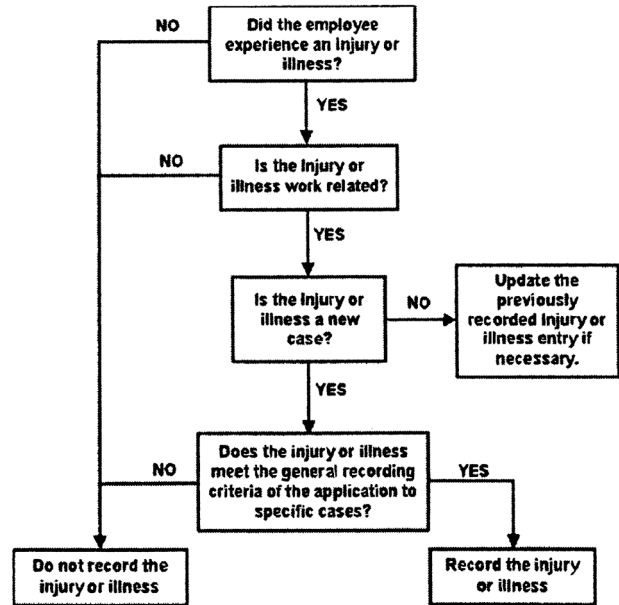 NO
Did the employee
experience an Injury or
illness?
YES
NO
Is the Injury or
illness work related?
YES
Is the Injury or
illness a new
case?
NO
Update the
previously
recorded Injury or
illness entry if
necessary.
YES
NO
Does the injury or illness
meet the general recording
criteria of the application to
specific cases?
YES
Do not record the
injury or illness
Record the injury
or illness